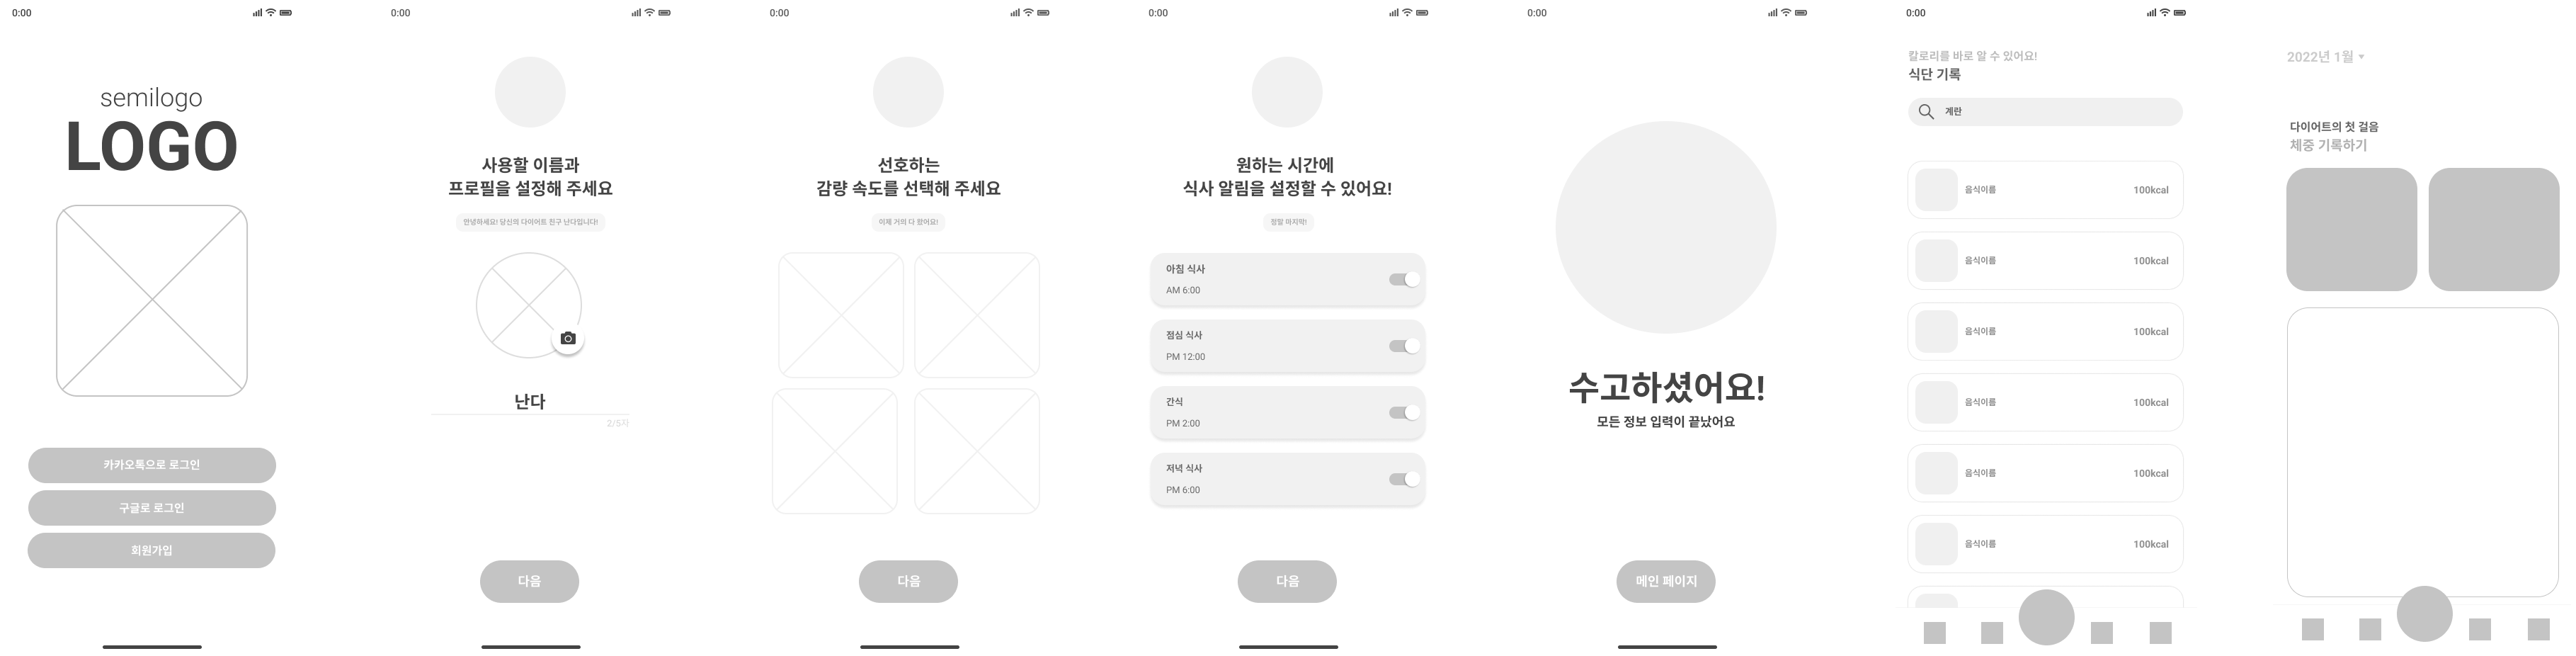 0:00
semilogo
LOGO
카카오톡으로 로그인
구글로 로그인
회원가입
0:00
사용할 이름과
프로필을 설정해 주세요
안녕하세요! 당신의 다이어트 친구 난다입니다!
난다
2/5자
다음
0:00
선호하는
감량 속도를 선택해 주세요
이제 거의 다 왔어요!
다음
0:00
원하는 시간에
식사 알림을 설정할 수 있어요!
정말 마지막!
아침 식사
AM 6:00
점심 식사
PM 12:00
간식
PM 2:00
저녁 식사
PM 6:00
다음
0:00
수고하셨어요!
모든 정보 입력이 끝났어요
메인 페이지
0:00
칼로리를 바로 알 수 있어요!
식단 기록
계란
음식이름 100kcal
음식이름 100kcal
음식이름 100kcal
음식이름 100kcal
음식이름 100kcal
음식이름 100kcal
2022년 1월
다이어트의 첫 걸음
체중 기록하기